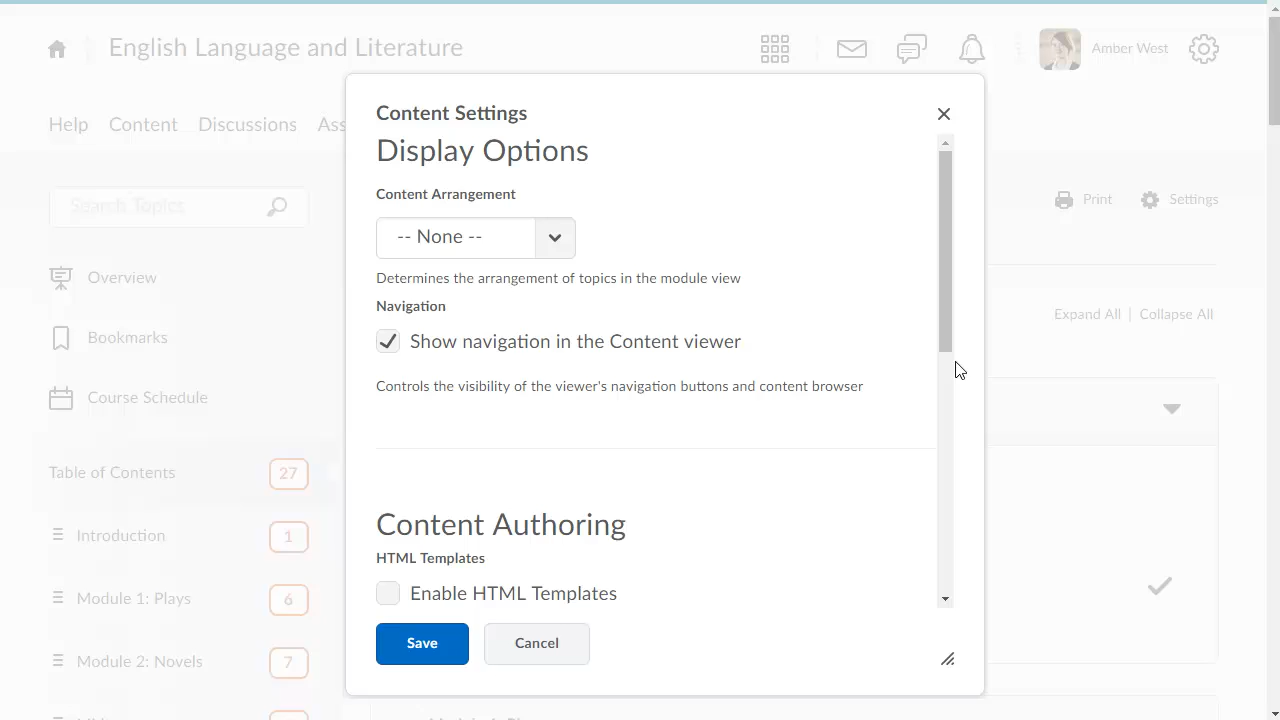 English Language and Literature
Amber West
Help Content Discussions Ass
Search Topics
Print Settings
Overview
Bookmarks
Course Schedule
Expand All | Collapse All
Table of Contents 27
Introduction 1
Module 1: Plays 6
Module 2: Novels 7
Content Settings
Display Options
Content Arrangement
-- None --
Determines the arrangement of topics in the module view
Navigation
Show navigation in the Content viewer
Controls the visibility of the viewer's navigation buttons and content browser
Content Authoring
HTML Templates
Enable HTML Templates
Save Cancel